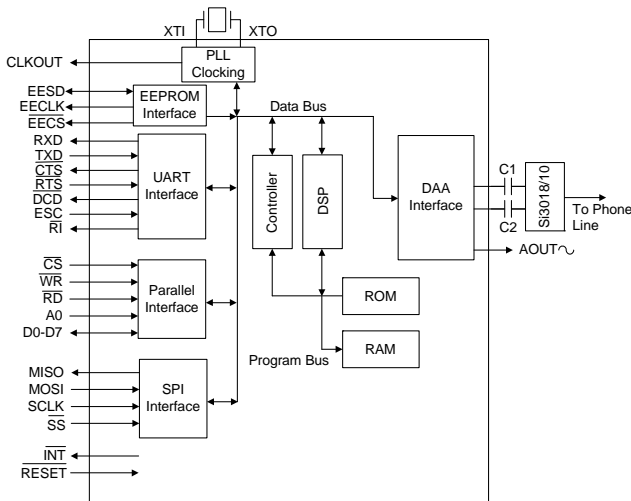 XTI XTO
CLKOUT
PLL
Clocking
EESD
EECLK
EECS
EEPROM
Interface
Data Bus
RXD
TXD
CTS
RTS
DCD
ESC
RI
UART
Interface
Controller
DSP
DAA
Interface
C1
C2
Si3018/10
To Phone
Line
AOUT
CS
WR
RD
A0
D0-D7
Parallel
Interface
ROM
RAM
Program Bus
MISO
MOSI
SCLK
SS
SPI
Interface
INT
RESET